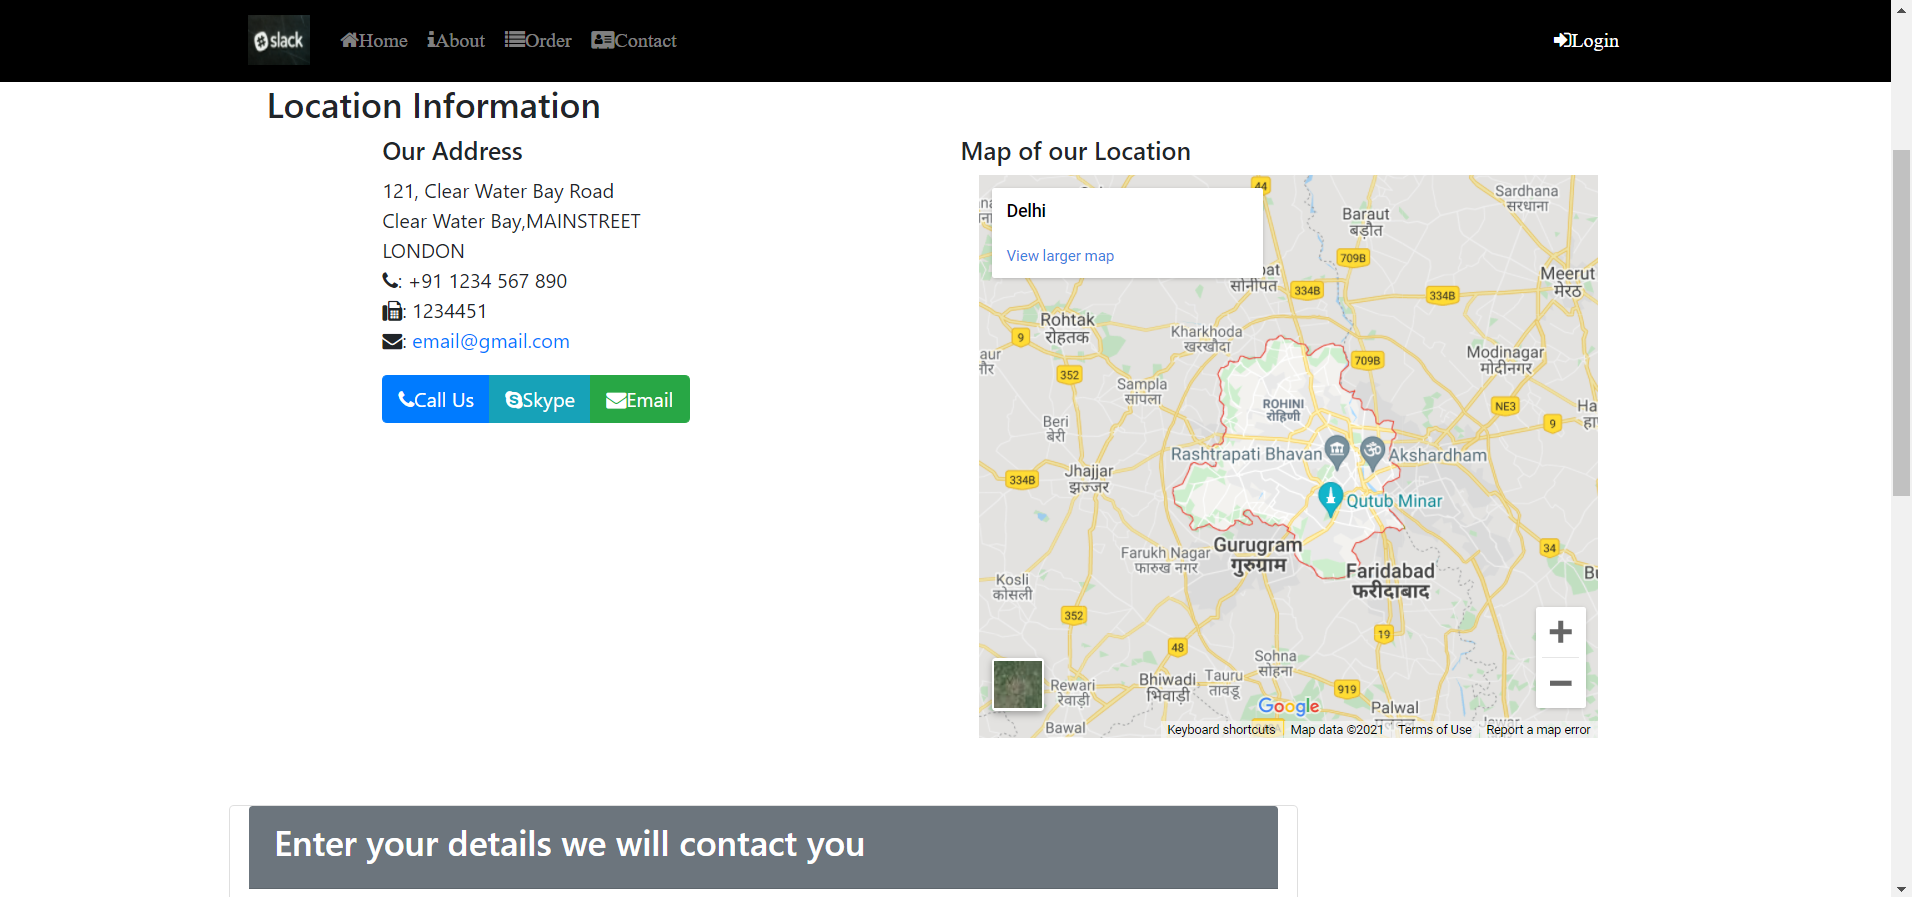 slack
Home
About
Order
Contact
Login
Location Information
Our Address
121, Clear Water Bay Road
Clear Water Bay,MAINSTREET
LONDON
: +91 1234 567 890
: 1234451
: email@gmail.com
Call Us
Skype
Email
Map of our Location
Delhi
View larger map
44
Sardhana
सरधाना
Baraut
बड़ौत
709B
सोनीपत
334B
Meerut
मेरठ
334B
Rohtak
रोहतक
9
Kharkhoda
खरखौदा
709B
Modinagar
मोदीनगर
352
Sampla
सांपला
ROHINI
रोहिणी
NE3
9
Beri
बेरी
Rashtrapati Bhavan
Akshardham
Jhajjar
झज्जर
334B
Qutub Minar
Farukh Nagar
फारुख नगर
Gurugram
गुरुग्राम
34
Faridabad
फरीदाबाद
Kosli
कोसली
352
19
48
Sohna
सोहना
Rewari
रेवाड़ी
Bhiwadi
भिवाड़ी
Tauru
तावडू
919
Google
Palwal
Bawal
Keyboard shortcuts
Map data ©2021
Terms of Use
Report a map error
Enter your details we will contact you